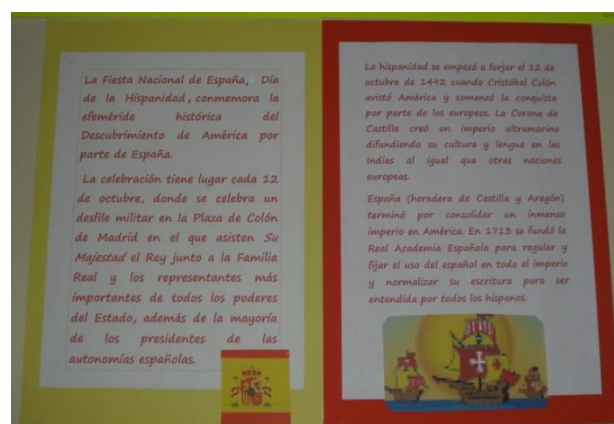 La Fiesta Nacional de España, Día
de la Hispanidad, conmemora la
efeméride histórica del
Descubrimiento de América por
parte de España.
La celebración tiene lugar cada 12
de octubre, donde se celebra un
desfile militar en la Plaza de Colón
de Madrid en el que asisten Su
Majestad el Rey junto a la Familia
Real y los representantes más
importantes de todos los poderes
del Estado, además de la mayoría
de los presidentes de las
autonomías españolas.
La hispanidad se empezó a forjar el 12 de
octubre de 1492 cuando Cristóbal Colón
avistó América y comenzó la conquista
por parte de los europeos. La Corona de
Castilla creó un imperio ultramarino
difundiendo su cultura y lengua en las
Indias al igual que otras naciones
europeas.
España (heredera de Castilla y Aragón)
terminó por consolidar un inmenso
imperio en América. En 1713 se fundó la
Real Academia Española para regular y
fijar el uso del español en todo el imperio
y normalizar su escritura para ser
entendida por todos los hispanos.